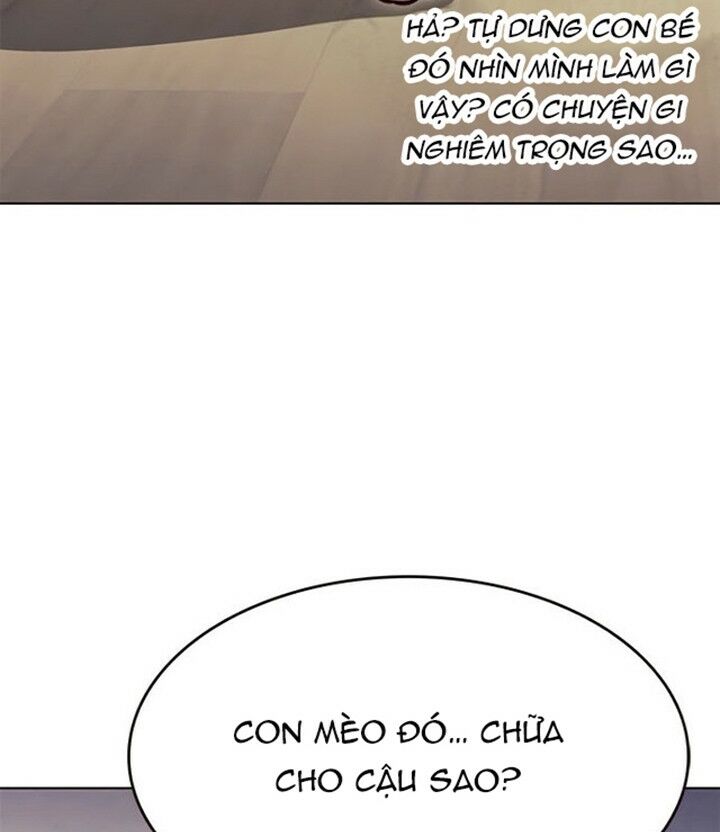 HẢ? TỰ DƯNG CON BÉ
ĐÓ NHÌN MÌNH LÀM GÌ
VẬY? CÓ CHUYỆN GI
NGHIÊM TRỌNG SAO...
CON MÈO ĐÓ... CHỮA
CHO CẬU SAO?